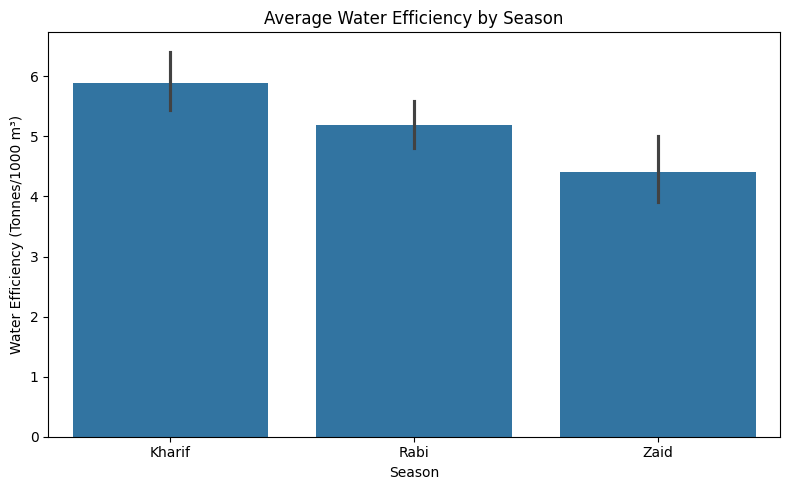 Average Water Efficiency by Season
Water Efficiency (Tonnes/1000 m³)
6
5
4
3
2
1
0
Kharif Rabi Zaid
Season